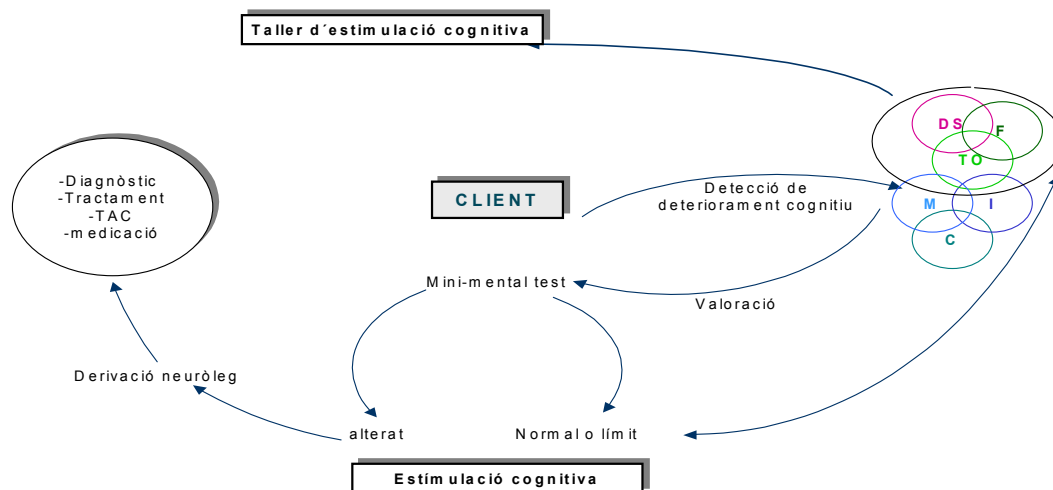 Taller d´estimulació cognitiva
DS
F
TO
-Diagnòstic
-Tractament
-TAC
-medicació
CLIENT
Detecció de
deteriorament cognitiu
M
I
C
Mini-mental test
Valoració
Derivació neuròleg
alterat
Normal o límit
Estímulació cognitiva